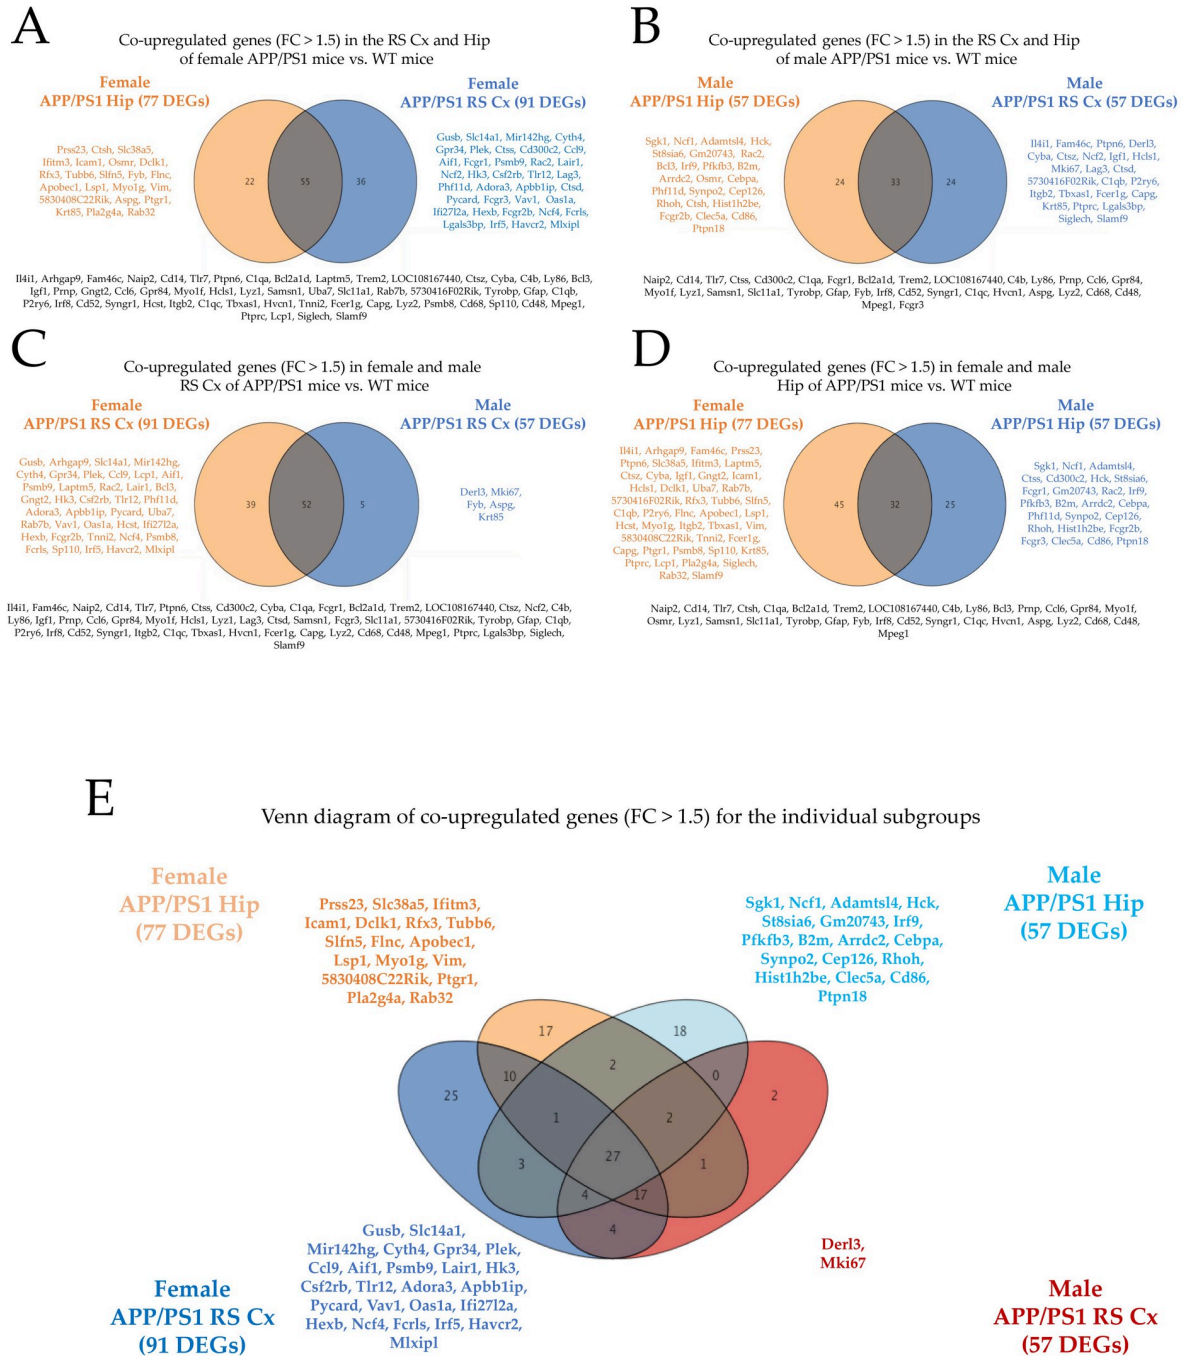 A
Co-upregulated genes (FC > 1.5) in the RS Cx and Hip
of female APP/PS1 mice vs. WT mice
Female
APP/PS1 Hip (77 DEGs)
Female
APP/PS1 RS Cx (91 DEGs)
Prss23, Ctsh, Slc38a5,
Ifitm3, Icam1, Osmr, Dclk1,
Rfx3, Tubb6, Slfn5, Fyb, Flnc,
Apobec1, Lsp1, Myo1g, Vim,
5830408C22Rik, Aspg, Ptgr1,
Krt85, Pla2g4a, Rab32
22
55
36
Gusb, Slc14a1, Mir142hg, Cyth4,
Gpr34, Plek, Ctss, Cd300c2, Ccl9,
Aif1, Fcgr1, Psmb9, Rac2, Lair1,
Ncf2, Hk3, Csf2rb, Tlr12, Lag3,
Phf11d, Adora3, Apbb1ip, Ctsd,
Pycard, Fcgr3, Vav1, Oas1a,
Ifi27l2a, Hexb, Fcgr2b, Ncf4, Fcrls,
Lgals3bp, Irf5, Havcr2, Mlxipl
Il4i1, Arhgap9, Fam46c, Naip2, Cd14, Tlr7, Ptpn6, C1qa, Bcl2a1d, Laptm5, Trem2, LOC108167440, Ctsz, Cyba, C4b, Ly86, Bcl3,
Igf1, Prnp, Gngt2, Ccl6, Gpr84, Myo1f, Hcls1, Lyz1, Samsn1, Uba7, Slc11a1, Rab7b, 5730416F02Rik, Tyrobp, Gfap, C1qb,
P2ry6, Irf8, Cd52, Syngr1, Hcst, Itgb2, C1qc, Tbxas1, Hvcn1, Tnni2, Fcer1g, Capg, Lyz2, Psmb8, Cd68, Sp110, Cd48, Mpeg1,
Ptprc, Lcp1, Siglech, Slamf9
B
Co-upregulated genes (FC > 1.5) in the RS Cx and Hip
of male APP/PS1 mice vs. WT mice
Male
APP/PS1 Hip (57 DEGs)
Male
APP/PS1 RS Cx (57 DEGs)
Sgk1, Ncf1, Adamtsl4, Hck,
St8sia6, Gm20743, Rac2,
Bcl3, Irf9, Pfkfb3, B2m,
Arrdc2, Osmr, Cebpa,
Phf11d, Synpo2, Cep126,
Rhoh, Ctsh, Hist1h2be,
Fcgr2b, Clec5a, Cd86,
Ptpn18
24
33
24
Il4i1, Fam46c, Ptpn6, Derl3,
Cyba, Ctsz, Ncf2, Igf1, Hcls1,
Mki67, Lag3, Ctsd,
5730416F02Rik, C1qb, P2ry6,
Itgb2, Tbxas1, Fcer1g, Capg,
Krt85, Ptprc, Lgals3bp,
Siglech, Slamf9
Naip2, Cd14, Tlr7, Ctss, Cd300c2, C1qa, Fcgr1, Bcl2a1d, Trem2, LOC108167440, C4b, Ly86, Prnp, Ccl6, Gpr84,
Myo1f, Lyz1, Samsn1, Slc11a1, Tyrobp, Gfap, Fyb, Irf8, Cd52, Syngr1, C1qc, Hvcn1, Aspg, Lyz2, Cd68, Cd48,
Mpeg1, Fcgr3
C
Co-upregulated genes (FC > 1.5) in female and male
RS Cx of APP/PS1 mice vs. WT mice
Female
APP/PS1 RS Cx (91 DEGs)
Male
APP/PS1 RS Cx (57 DEGs)
Gusb, Arhgap9, Slc14a1, Mir142hg,
Cyth4, Gpr34, Plek, Ccl9, Lcp1, Aif1,
Psmb9, Laptm5, Rac2, Lair1, Bcl3,
Gngt2, Hk3, Csf2rb, Tlr12, Phf11d,
Adora3, Apbb1ip, Pycard, Uba7,
Rab7b, Vav1, Oas1a, Hcst, Ifi27l2a,
Hexb, Fcgr2b, Tnni2, Ncf4, Psmb8,
Fcrls, Sp110, Irf5, Havcr2, Mlxipl
39
52
5
Derl3, Mki67,
Fyb, Aspg,
Krt85
Il4i1, Fam46c, Naip2, Cd14, Tlr7, Ptpn6, Ctss, Cd300c2, Cyba, C1qa, Fcgr1, Bcl2a1d, Trem2, LOC108167440, Ctsz, Ncf2, C4b,
Ly86, Igf1, Prnp, Ccl6, Gpr84, Myo1f, Hcls1, Lyz1, Lag3, Ctsd, Samsn1, Fcgr3, Slc11a1, 5730416F02Rik, Tyrobp, Gfap, C1qb,
P2ry6, Irf8, Cd52, Syngr1, Itgb2, C1qc, Tbxas1, Hvcn1, Fcer1g, Capg, Lyz2, Cd68, Cd48, Mpeg1, Ptprc, Lgals3bp, Siglech,
Slamf9
D
Co-upregulated genes (FC > 1.5) in female and male
Hip of APP/PS1 mice vs. WT mice
Female
APP/PS1 Hip (77 DEGs)
Male
APP/PS1 Hip (57 DEGs)
Il4i1, Arhgap9, Fam46c, Prss23,
Ptpn6, Slc38a5, Ifitm3, Laptm5,
Ctsz, Cyba, Igf1, Gngt2, Icam1,
Hcls1, Dclk1, Uba7, Rab7b,
5730416F02Rik, Rfx3, Tubb6, Slfn5,
C1qb, P2ry6, Flnc, Apobec1, Lsp1,
Hcst, Myo1g, Itgb2, Tbxas1, Vim,
5830408C22Rik, Tnni2, Fcer1g,
Capg, Ptgr1, Psmb8, Sp110, Krt85,
Ptprc, Lcp1, Pla2g4a, Siglech,
Rab32, Slamf9
45
32
25
Sgk1, Ncf1, Adamtsl4,
Ctss, Cd300c2, Hck, St8sia6,
Fcgr1, Gm20743, Rac2, Irf9,
Pfkfb3, B2m, Arrdc2, Cebpa,
Phf11d, Synpo2, Cep126,
Rhoh, Hist1h2be, Fcgr2b,
Fcgr3, Clec5a, Cd86, Ptpn18
Naip2, Cd14, Tlr7, Ctsh, C1qa, Bcl2a1d, Trem2, LOC108167440, C4b, Ly86, Bcl3, Prnp, Ccl6, Gpr84, Myo1f,
Osmr, Lyz1, Samsn1, Slc11a1, Tyrobp, Gfap, Fyb, Irf8, Cd52, Syngr1, C1qc, Hvcn1, Aspg, Lyz2, Cd68, Cd48,
Mpeg1
E
Venn diagram of co-upregulated genes (FC > 1.5) for the individual subgroups
Female
APP/PS1 Hip
(77 DEGs)
Prss23, Slc38a5, Ifitm3,
Icam1, Dclk1, Rfx3, Tubb6,
Slfn5, Flnc, Apobec1,
Lsp1, Myo1g, Vim,
5830408C22Rik, Ptgr1,
Pla2g4a, Rab32
Sgk1, Ncf1, Adamtsl4, Hck,
St8sia6, Gm20743, Irf9,
Pfkfb3, B2m, Arrdc2, Cebpa,
Synpo2, Cep126, Rhoh,
Hist1h2be, Clec5a, Cd86,
Ptpn18
Male
APP/PS1 Hip
(57 DEGs)
17
18
2
10
0
25
2
1
2
27
3
1
4
17
4
Gusb, Slc14a1,
Mir142hg, Cyth4, Gpr34, Plek,
Ccl9, Aif1, Psmb9, Lair1, Hk3,
Csf2rb, Tlr12, Adora3, Apbb1ip,
Pycard, Vav1, Oas1a, Ifi27l2a,
Hexb, Ncf4, Fcrls, Irf5, Havcr2,
Mlxipl
Derl3,
Mki67
Female
APP/PS1 RS Cx
(91 DEGs)
Male
APP/PS1 RS Cx
(57 DEGs)